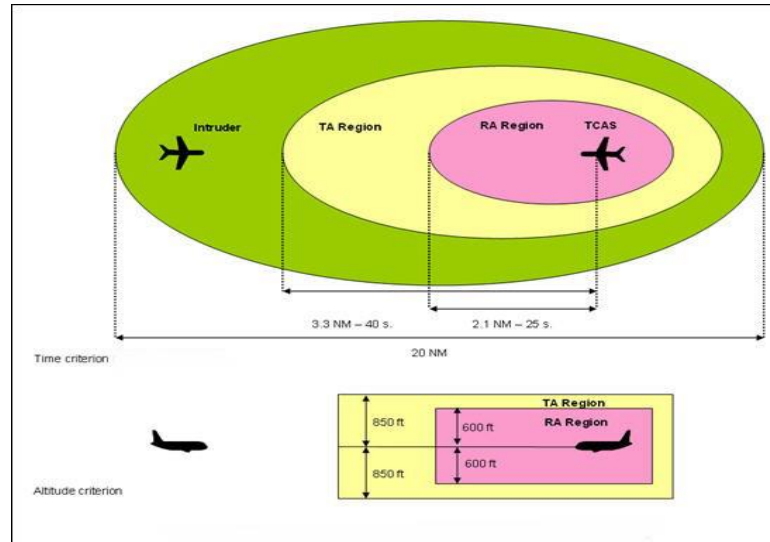 Intruder
TA Region
RA Region
TCAS
3.3 NM – 40 s.
2.1 NM – 25 s.
20 NM
Time criterion
TA Region
RA Region
850 ft
600 ft
850 ft
600 ft
Altitude criterion